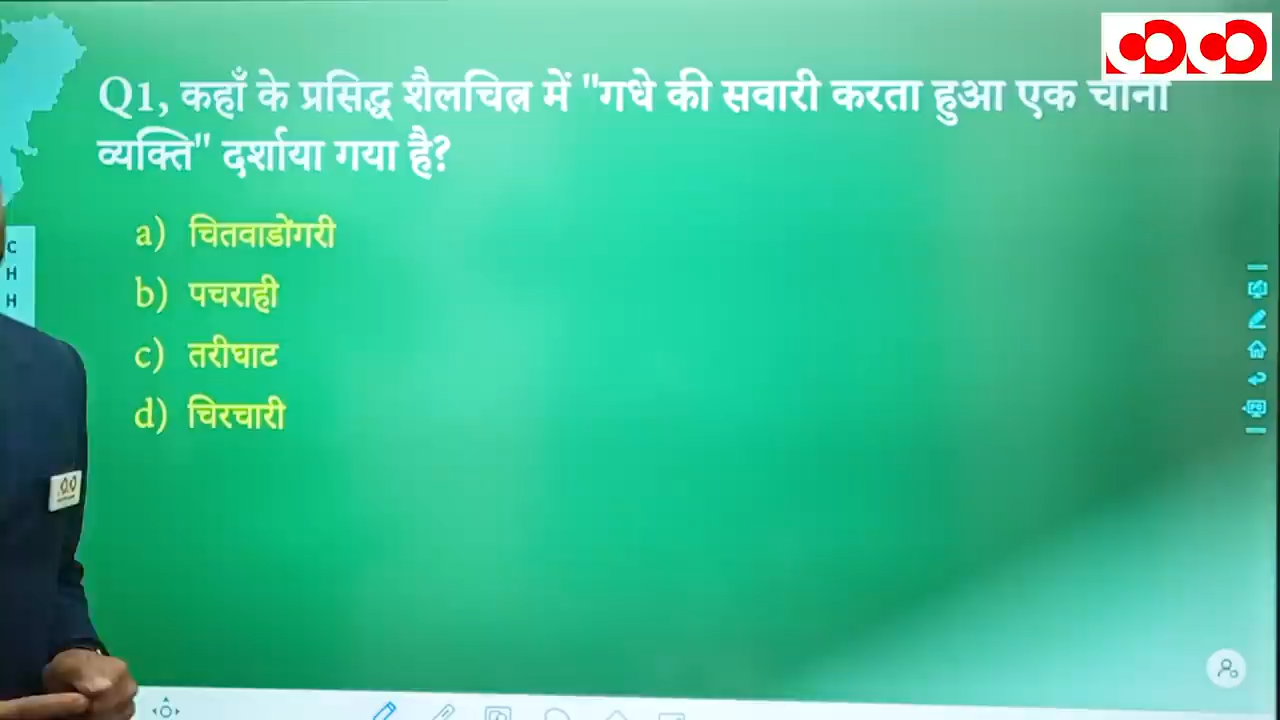 Q1, कहाँ के प्रसिद्ध शैलचित्र में "गधे की सवारी करता हुआ एक चीनी
व्यक्ति" दर्शाया गया है?
a) चितवाडोंगरी
b) पचराही
c) तरीघाट
d) चिरचारी
C
H
H